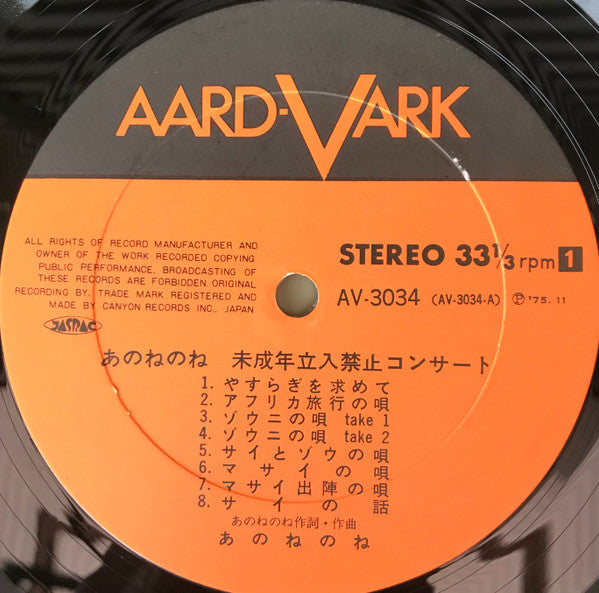 AARD-VARK
ALL RIGHTS OF RECORD MANUFACTURER AND
OWNER OF THE WORK RECORDED COPYING
PUBLIC PERFORMANCE, BROADCASTING OF
THESE RECORDS ARE FORBIDDEN ORIGINAL
RECORDING BY, TRADE MARK REGISTERED AND
MADE BY CANYON RECORDS INC., JAPAN
JASRAC
STEREO 33⅓ rpm 1
AV-3034 (AV-3034-A) ℗'75. 11
あのねのね 未成年立入禁止コンサート
1. やすらぎを求めて
2. アフリカ旅行の唄
3. ゾウニの唄 take 1
4. ゾウニの唄 take 2
5. サイとゾウの唄
6. マサイの唄
7. マサイ出陣の唄
8. サイの話
あのねのね作詞・作曲
あのねのね